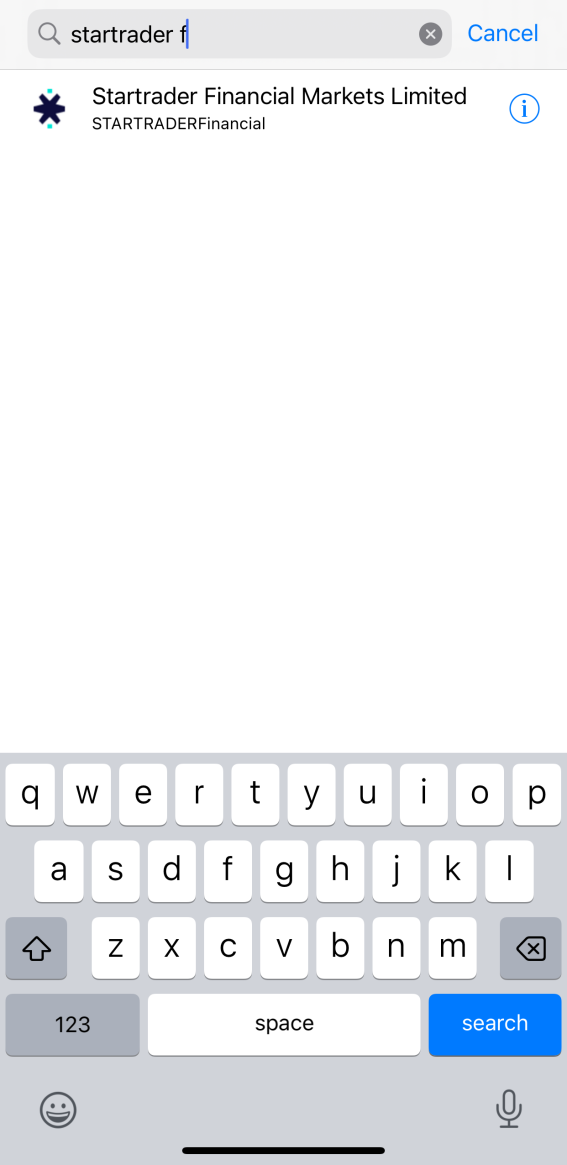 startrader f
Cancel
Startrader Financial Markets Limited
STARTRADERFinancial
q w e r t y u i o p
a s d f g h j k l
z x c v b n m
123 space search